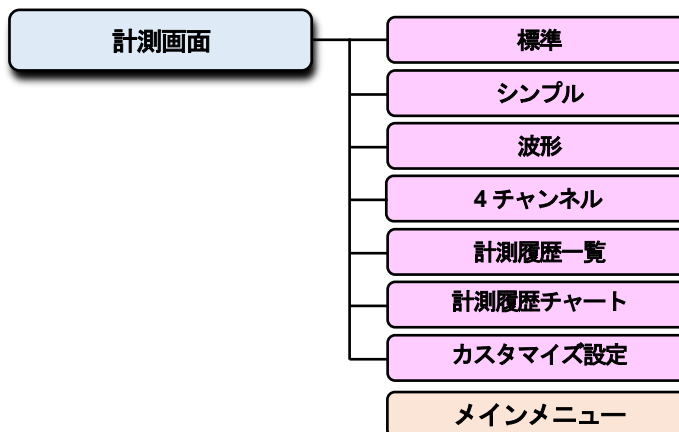 計測画面
標準
シンプル
波形
4 チャンネル
計測履歴一覧
計測履歴チャート
カスタマイズ設定
メインメニュー